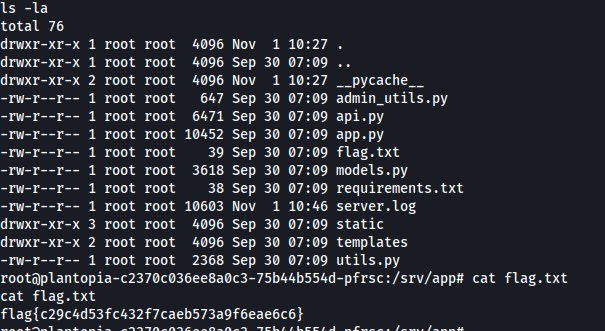 ls -la
total 76
drwxr-xr-x 1 root root  4096 Nov  1 10:27 .
drwxr-xr-x 1 root root  4096 Sep 30 07:09 ..
drwxr-xr-x 2 root root  4096 Nov  1 10:27 __pycache__
-rw-r--r-- 1 root root   647 Sep 30 07:09 admin_utils.py
-rw-r--r-- 1 root root  6471 Sep 30 07:09 api.py
-rw-r--r-- 1 root root 10452 Sep 30 07:09 app.py
-rw-r--r-- 1 root root    39 Sep 30 07:09 flag.txt
-rw-r--r-- 1 root root  3618 Sep 30 07:09 models.py
-rw-r--r-- 1 root root    38 Sep 30 07:09 requirements.txt
-rw-r--r-- 1 root root 10603 Nov  1 10:46 server.log
drwxr-xr-x 3 root root  4096 Sep 30 07:09 static
drwxr-xr-x 2 root root  4096 Sep 30 07:09 templates
-rw-r--r-- 1 root root  2368 Sep 30 07:09 utils.py
root@plantopia-c2370c036ee8a0c3-75b44b554d-pfrsc:/srv/app# cat flag.txt
cat flag.txt
flag{c29c4d53fc432f7caeb573a9f6eae6c6}
root@plantopia-c2370c036ee8a0c3-75b44b554d-pfrsc:/srv/app#